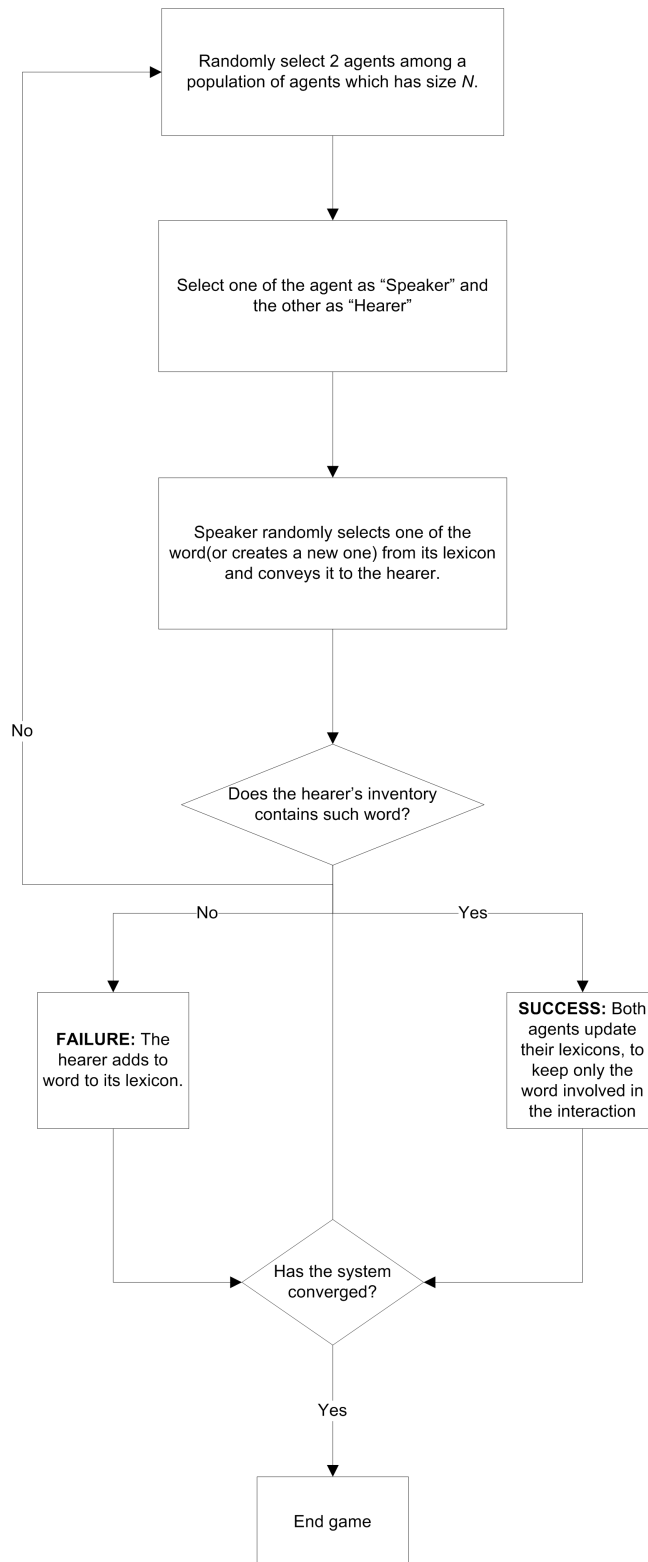 Randomly select 2 agents among a
population of agents which has size N.
Select one of the agent as “Speaker” and
the other as “Hearer”
Speaker randomly selects one of the
word(or creates a new one) from its lexicon
and conveys it to the hearer.
No
Does the hearer’s inventory
contains such word?
No
Yes
FAILURE: The
hearer adds to
word to its lexicon.
SUCCESS: Both
agents update
their lexicons, to
keep only the
word involved in
the interaction
Has the system
converged?
Yes
End game